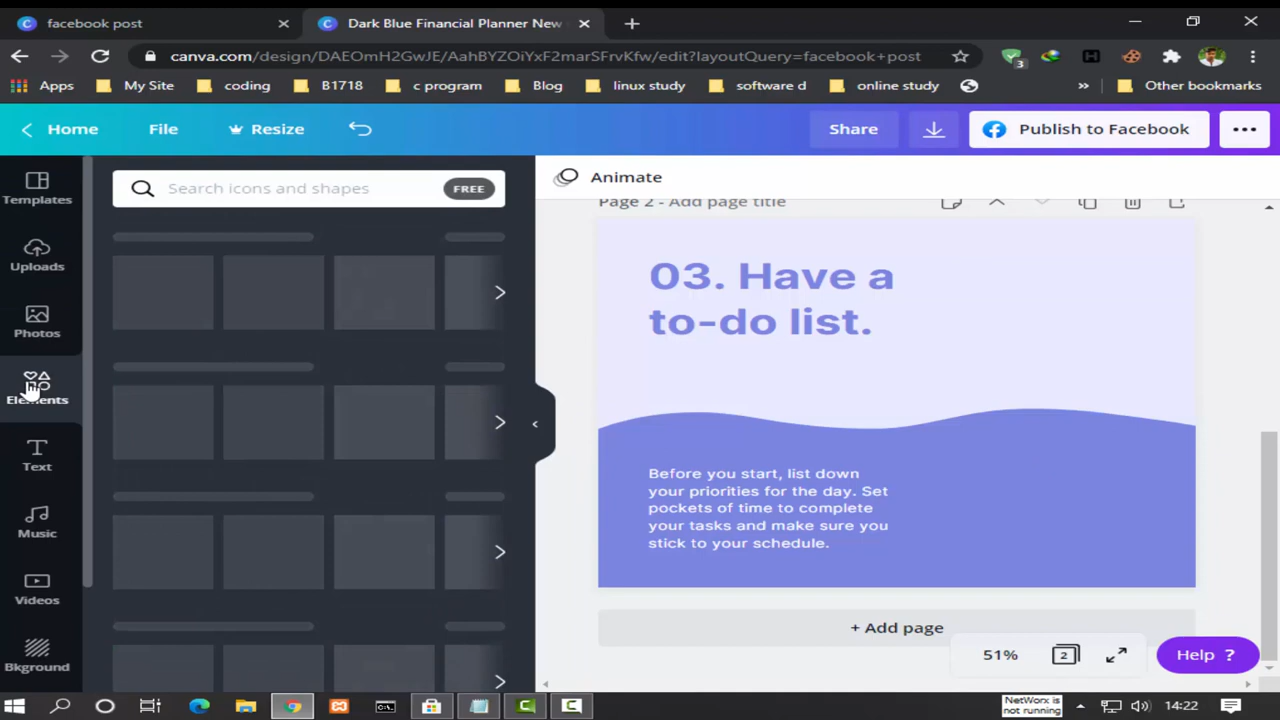 facebook post
Dark Blue Financial Planner New
canva.com/design/DAEOmH2GwJE/AahBYZOiYxF2marSFrvKfw/edit?layoutQuery=facebook+post
3
Apps
My Site
coding
B1718
c program
Blog
linux study
software d
online study
»
Other bookmarks
Home
File
Resize
Share
Publish to Facebook
Templates
Uploads
Photos
Elements
Text
Music
Videos
Bkground
Search icons and shapes
FREE
Animate
Page 2 - Add page title
03. Have a
to-do list.
Before you start, list down
your priorities for the day. Set
pockets of time to complete
your tasks and make sure you
stick to your schedule.
+ Add page
51%
2
Help ?
NetWorx is
not running
14:22